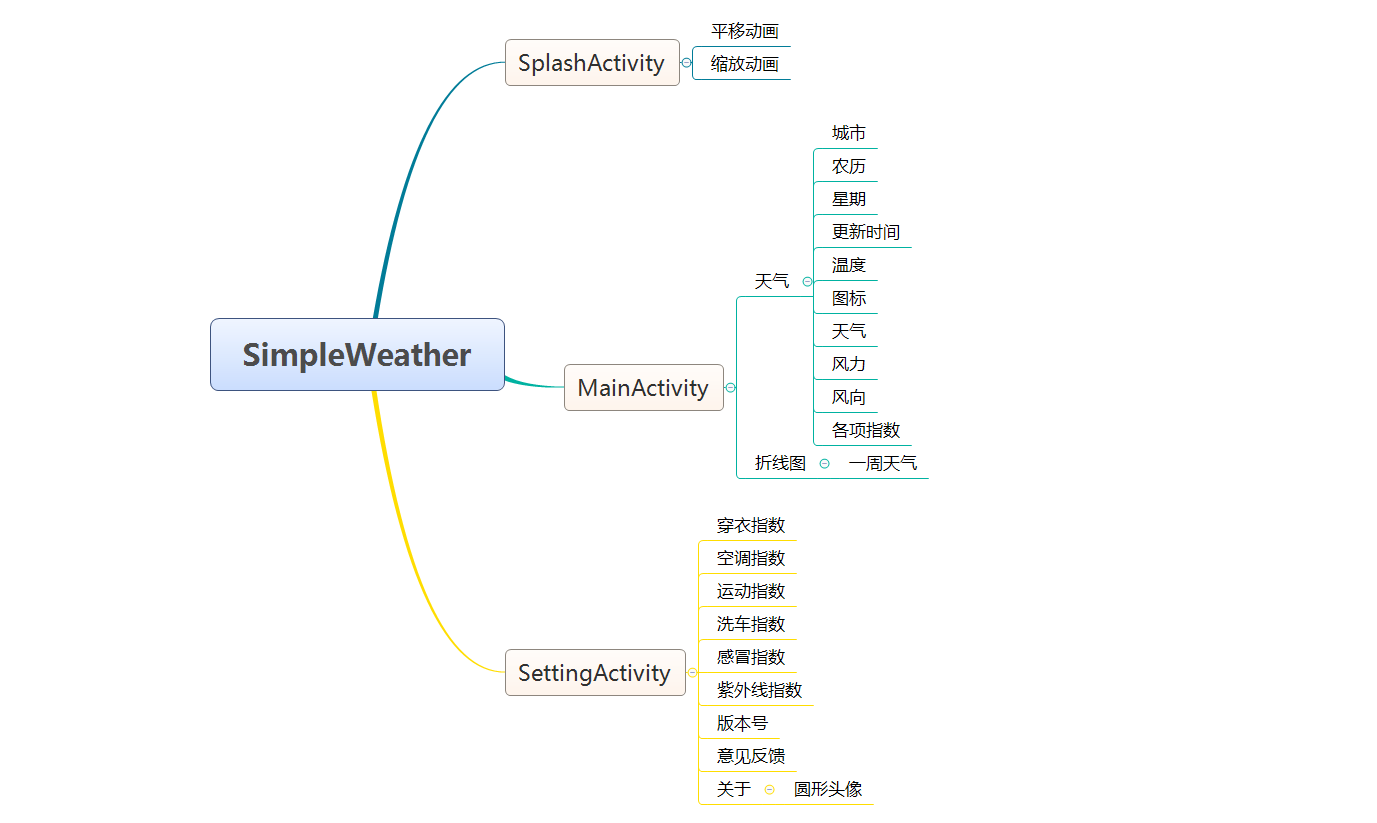 SimpleWeather
SplashActivity
平移动画
缩放动画
MainActivity
天气
城市
农历
星期
更新时间
温度
图标
天气
风力
风向
各项指数
折线图
一周天气
SettingActivity
穿衣指数
空调指数
运动指数
洗车指数
感冒指数
紫外线指数
版本号
意见反馈
关于
圆形头像